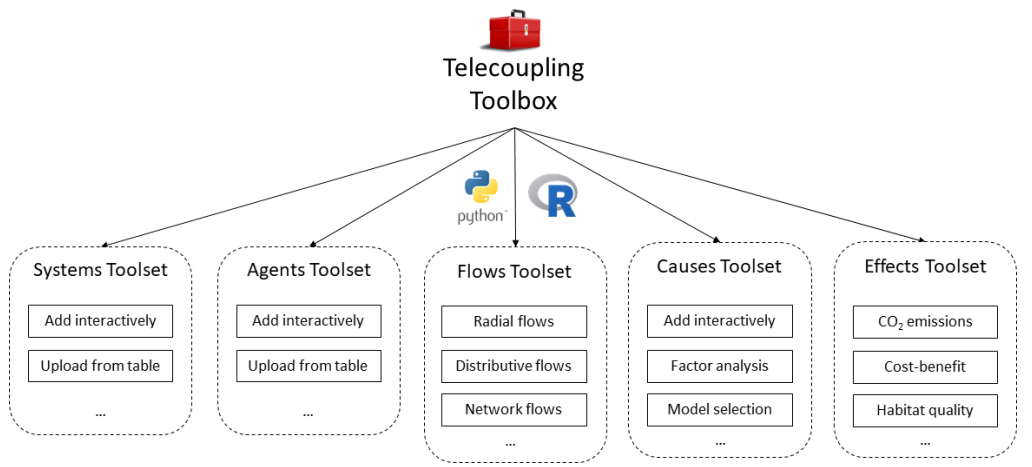 Telecoupling
Toolbox
python™
R
Systems Toolset
Add interactively
Upload from table
...
Agents Toolset
Add interactively
Upload from table
...
Flows Toolset
Radial flows
Distributive flows
Network flows
...
Causes Toolset
Add interactively
Factor analysis
Model selection
...
Effects Toolset
CO₂ emissions
Cost-benefit
Habitat quality
...